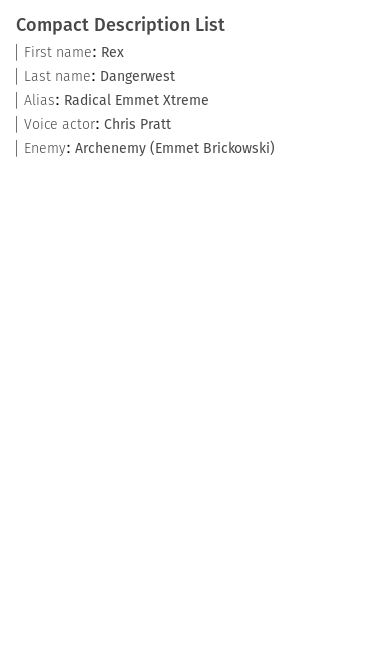 Compact Description List
First name: Rex
Last name: Dangerwest
Alias: Radical Emmet Xtreme
Voice actor: Chris Pratt
Enemy: Archenemy (Emmet Brickowski)